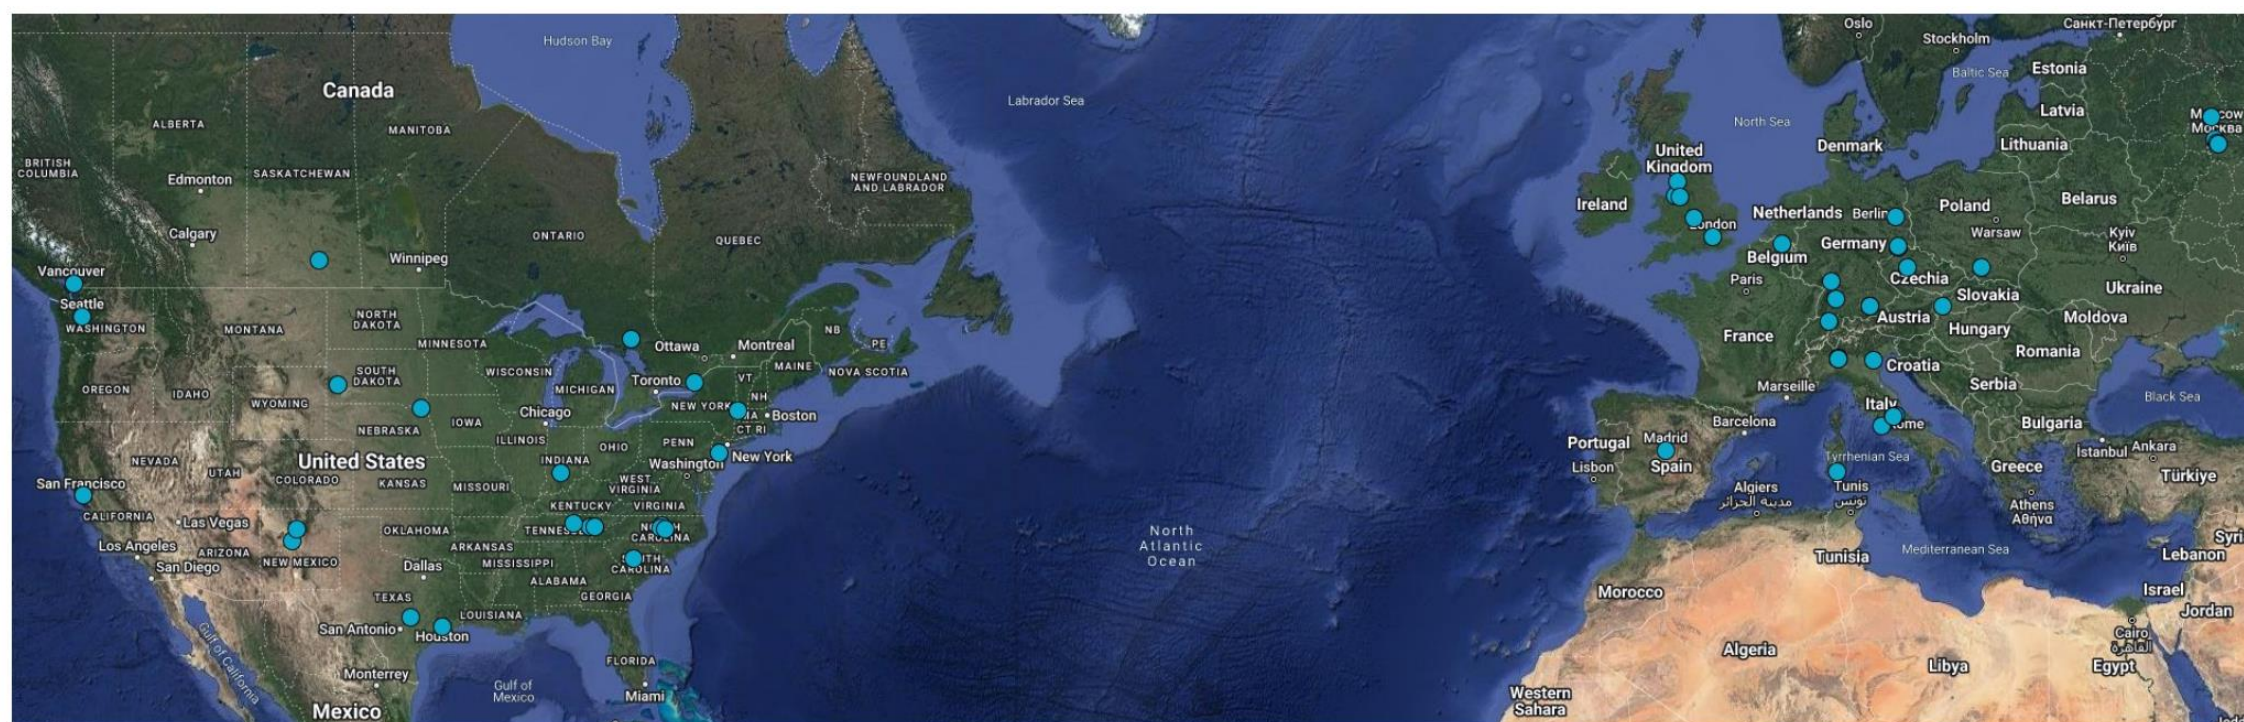 Hudson Bay
Canada
ALBERTA
MANITOBA
BRITISH
COLUMBIA
SASKATCHEWAN
Edmonton
NEWFOUNDLAND
AND LABRADOR
Labrador Sea
Calgary
ONTARIO
QUEBEC
Winnipeg
Vancouver
Seattle
WASHINGTON
MONTANA
NORTH
DAKOTA
MINNESOTA
Ottawa
Montreal
NB
PE
MAINE
NOVA SCOTIA
OREGON
IDAHO
SOUTH
DAKOTA
WISCONSIN
MICHIGAN
Toronto
VT
NH
WYOMING
NEW YORK
MA
Boston
CT RI
Chicago
IOWA
NEBRASKA
ILLINOIS
OHIO
PENN
INDIANA
New York
NEVADA
UTAH
United States
COLORADO
KANSAS
MISSOURI
WEST
VIRGINIA
Washington
San Francisco
KENTUCKY
VIRGINIA
CALIFORNIA
Las Vegas
OKLAHOMA
CAROLINA
Los Angeles
ARIZONA
NEW MEXICO
ARKANSAS
San Diego
Dallas
MISSISSIPPI
CAROLINA
ALABAMA
GEORGIA
TEXAS
LOUISIANA
San Antonio
Houston
Gulf of California
FLORIDA
Monterrey
Gulf of
Mexico
Miami
Mexico
North
Atlantic
Ocean
Oslo
Санкт-Петербург
Stockholm
Baltic Sea
Estonia
Latvia
North Sea
Москва
United
Kingdom
Denmark
Lithuania
Ireland
Netherlands
Poland
Belarus
London
Warsaw
Kyiv
Київ
Germany
Belgium
Paris
Czechia
Slovakia
Ukraine
Austria
Moldova
France
Hungary
Romania
Croatia
Marseille
Serbia
Black Sea
Italy
Barcelona
Bulgaria
Portugal
Madrid
İstanbul
Ankara
Lisbon
Spain
Tyrrhenian Sea
Greece
Türkiye
Algiers
مدينة الجزائر
Tunis
تونس
Athens
Αθήνα
Tunisia
Mediterranean Sea
Lebanon
Morocco
Israel
Jordan
Cairo
القاهرة
Algeria
Libya
Egypt
Western
Sahara